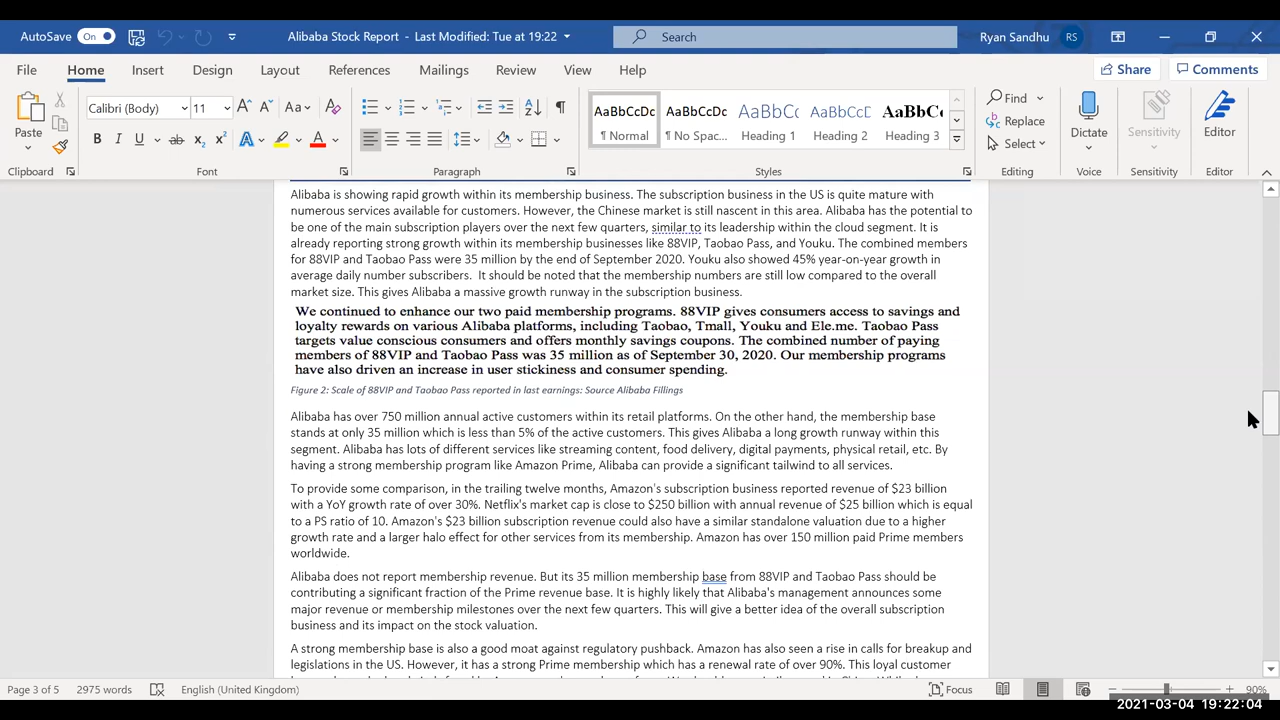 AutoSave On Alibaba Stock Report - Last Modified: Tue at 19:22 Search Ryan Sandhu RS
File Home Insert Design Layout References Mailings Review View Help Share Comments
Paste Calibri (Body) 11 Aa AaBbCcDc AaBbCcDc AaBbCc AaBbCcD AaBbCc Find Replace Select Dictate Sensitivity Editor
B I U ab x₂ x² A A ¶ Normal ¶ No Spac... Heading 1 Heading 2 Heading 3
Clipboard Font Paragraph Styles Editing Voice Sensitivity Editor
Alibaba is showing rapid growth within its membership business. The subscription business in the US is quite mature with
numerous services available for customers. However, the Chinese market is still nascent in this area. Alibaba has the potential to
be one of the main subscription players over the next few quarters, similar to its leadership within the cloud segment. It is
already reporting strong growth within its membership businesses like 88VIP, Taobao Pass, and Youku. The combined members
for 88VIP and Taobao Pass were 35 million by the end of September 2020. Youku also showed 45% year-on-year growth in
average daily number subscribers. It should be noted that the membership numbers are still low compared to the overall
market size. This gives Alibaba a massive growth runway in the subscription business.
We continued to enhance our two paid membership programs. 88VIP gives consumers access to savings and
loyalty rewards on various Alibaba platforms, including Taobao, Tmall, Youku and Ele.me. Taobao Pass
targets value conscious consumers and offers monthly savings coupons. The combined number of paying
members of 88VIP and Taobao Pass was 35 million as of September 30, 2020. Our membership programs
have also driven an increase in user stickiness and consumer spending.
Figure 2: Scale of 88VIP and Taobao Pass reported in last earnings: Source Alibaba Fillings
Alibaba has over 750 million annual active customers within its retail platforms. On the other hand, the membership base
stands at only 35 million which is less than 5% of the active customers. This gives Alibaba a long growth runway within this
segment. Alibaba has lots of different services like streaming content, food delivery, digital payments, physical retail, etc. By
having a strong membership program like Amazon Prime, Alibaba can provide a significant tailwind to all services.
To provide some comparison, in the trailing twelve months, Amazon's subscription business reported revenue of $23 billion
with a YoY growth rate of over 30%. Netflix's market cap is close to $250 billion with annual revenue of $25 billion which is equal
to a PS ratio of 10. Amazon's $23 billion subscription revenue could also have a similar standalone valuation due to a higher
growth rate and a larger halo effect for other services from its membership. Amazon has over 150 million paid Prime members
worldwide.
Alibaba does not report membership revenue. But its 35 million membership base from 88VIP and Taobao Pass should be
contributing a significant fraction of the Prime revenue base. It is highly likely that Alibaba's management announces some
major revenue or membership milestones over the next few quarters. This will give a better idea of the overall subscription
business and its impact on the stock valuation.
A strong membership base is also a good moat against regulatory pushback. Amazon has also seen a rise in calls for breakup and
legislations in the US. However, it has a strong Prime membership which has a renewal rate of over 90%. This loyal customer
Page 3 of 5 2975 words English (United Kingdom) Focus 90%
2021-03-04 19:22:04